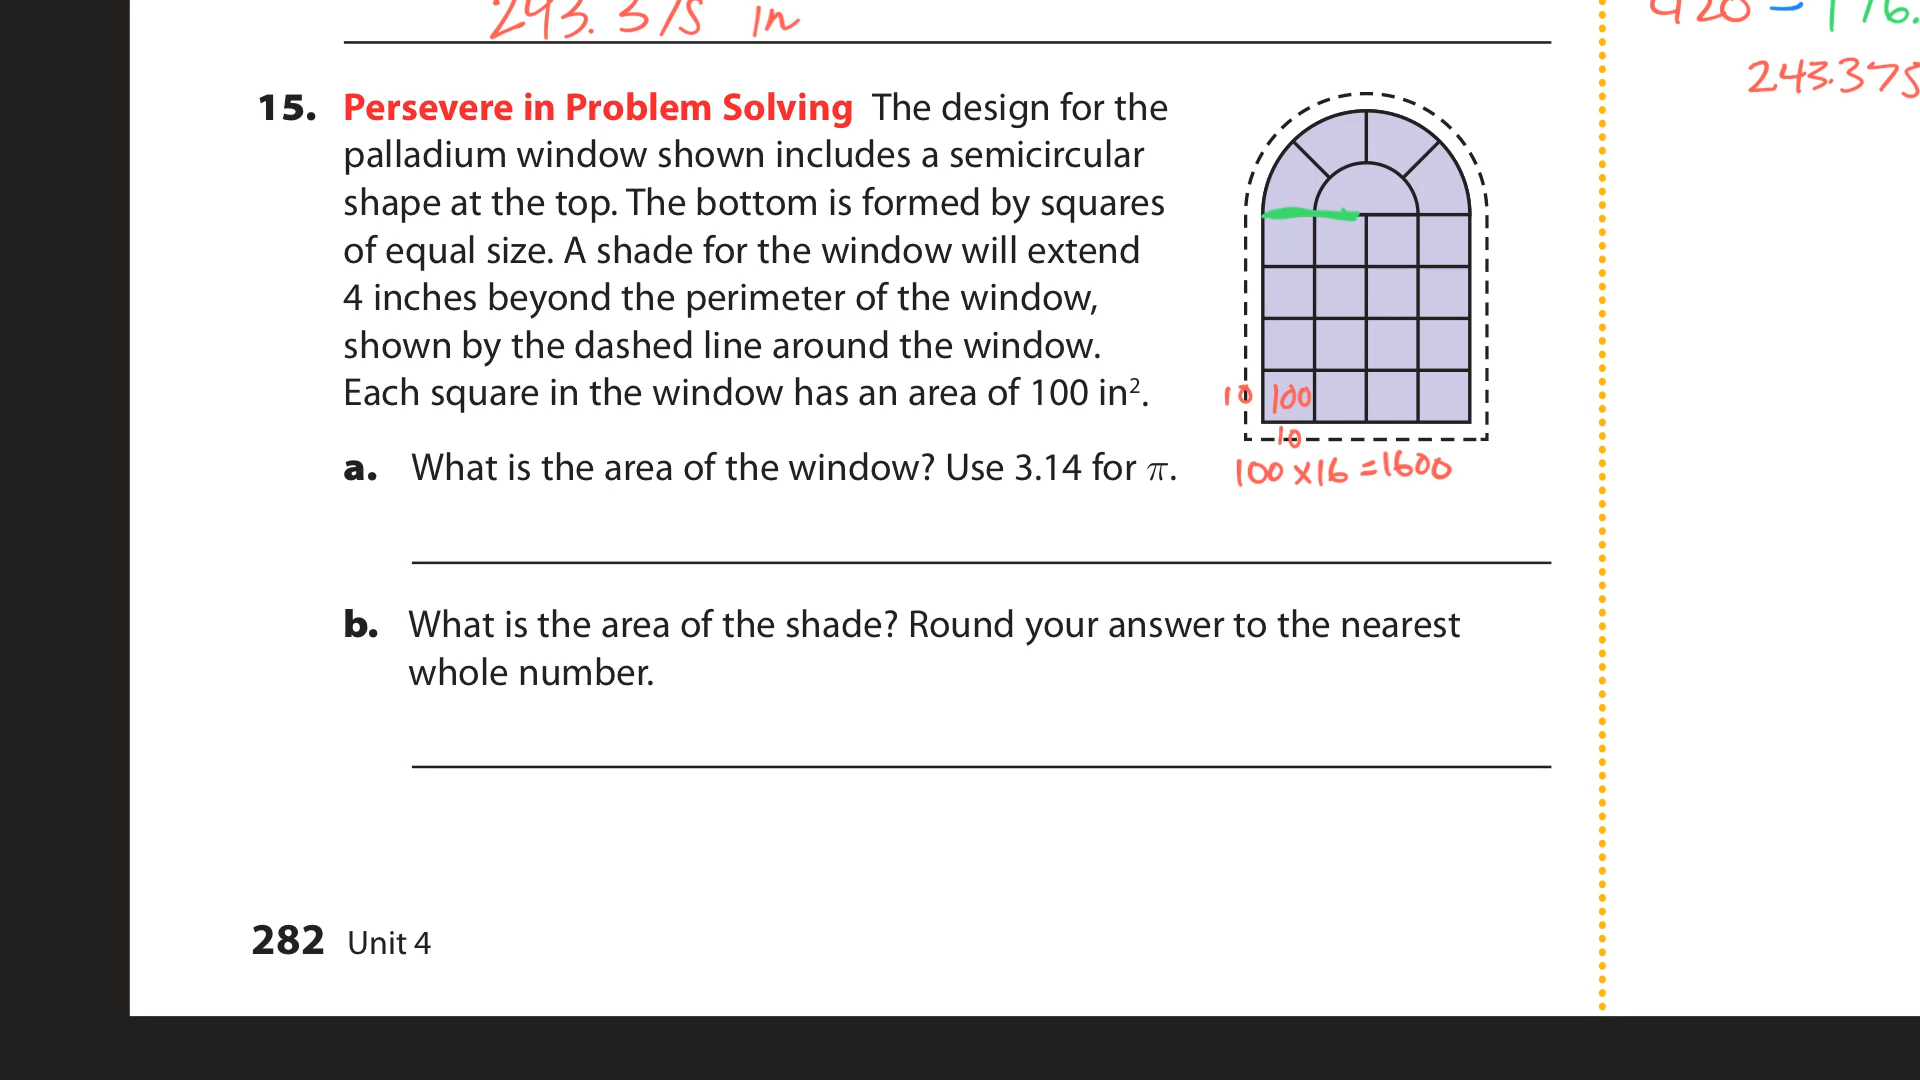 243.375 in
420 – 176.
243.375
15. Persevere in Problem Solving The design for the
palladium window shown includes a semicircular
shape at the top. The bottom is formed by squares
of equal size. A shade for the window will extend
4 inches beyond the perimeter of the window,
shown by the dashed line around the window.
Each square in the window has an area of 100 in².
10 100
10
100 x 16 = 1600
a. What is the area of the window? Use 3.14 for π.
b. What is the area of the shade? Round your answer to the nearest
whole number.
282 Unit 4